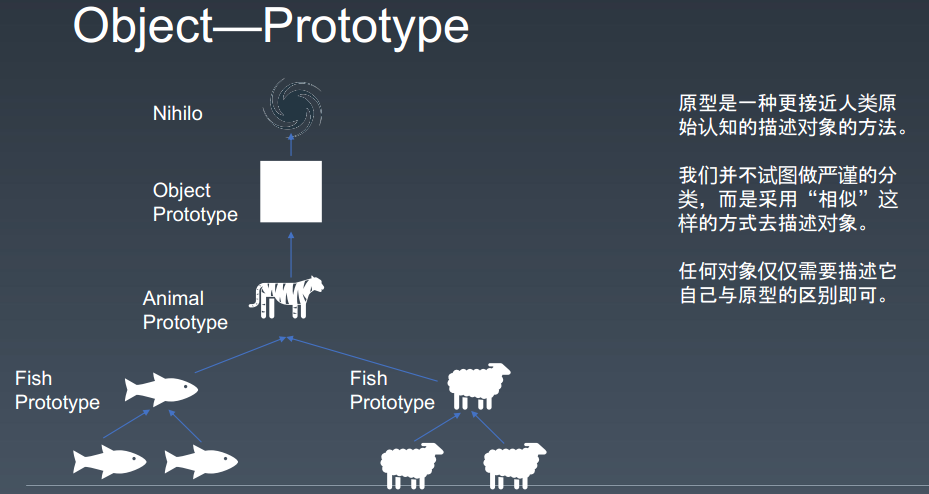 Object—Prototype
Nihilo
Object
Prototype
Animal
Prototype
Fish
Prototype
Fish
Prototype
原型是一种更接近人类原
始认知的描述对象的方法。
我们并不试图做严谨的分
类，而是采用“相似”这
样的方式去描述对象。
任何对象仅仅需要描述它
自己与原型的区别即可。